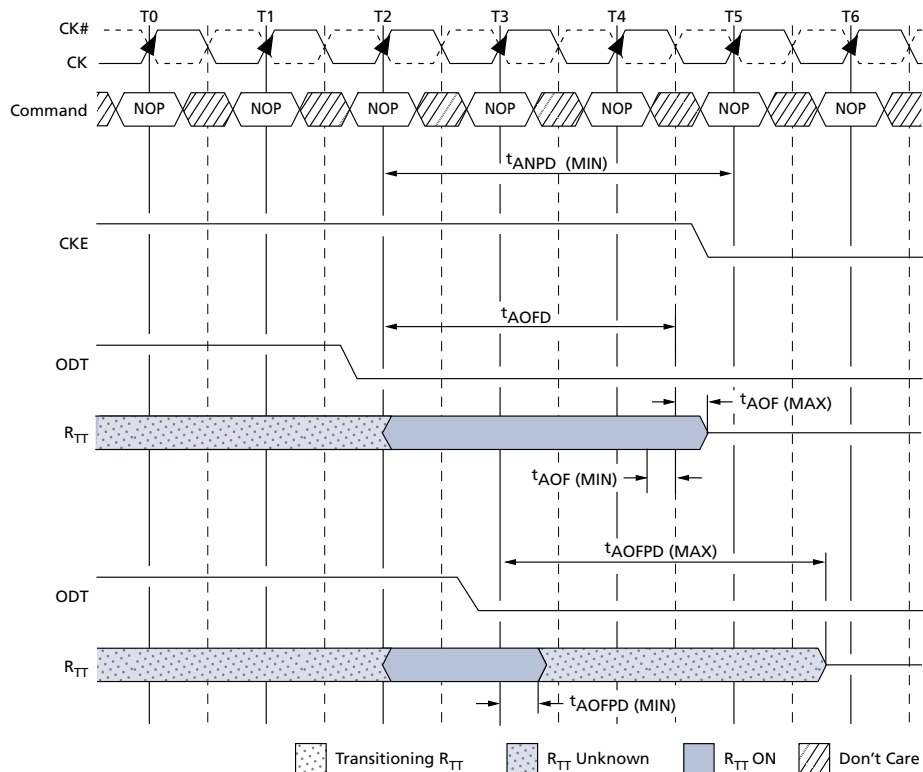 T0 T1 T2 T3 T4 T5 T6
CK#
CK
Command NOP NOP NOP NOP NOP NOP NOP
tANPD (MIN)
CKE
tAOFD
ODT
tAOF (MAX)
RTT
tAOF (MIN)
tAOFPD (MAX)
ODT
RTT
tAOFPD (MIN)
Transitioning RTT RTT Unknown RTT ON Don't Care